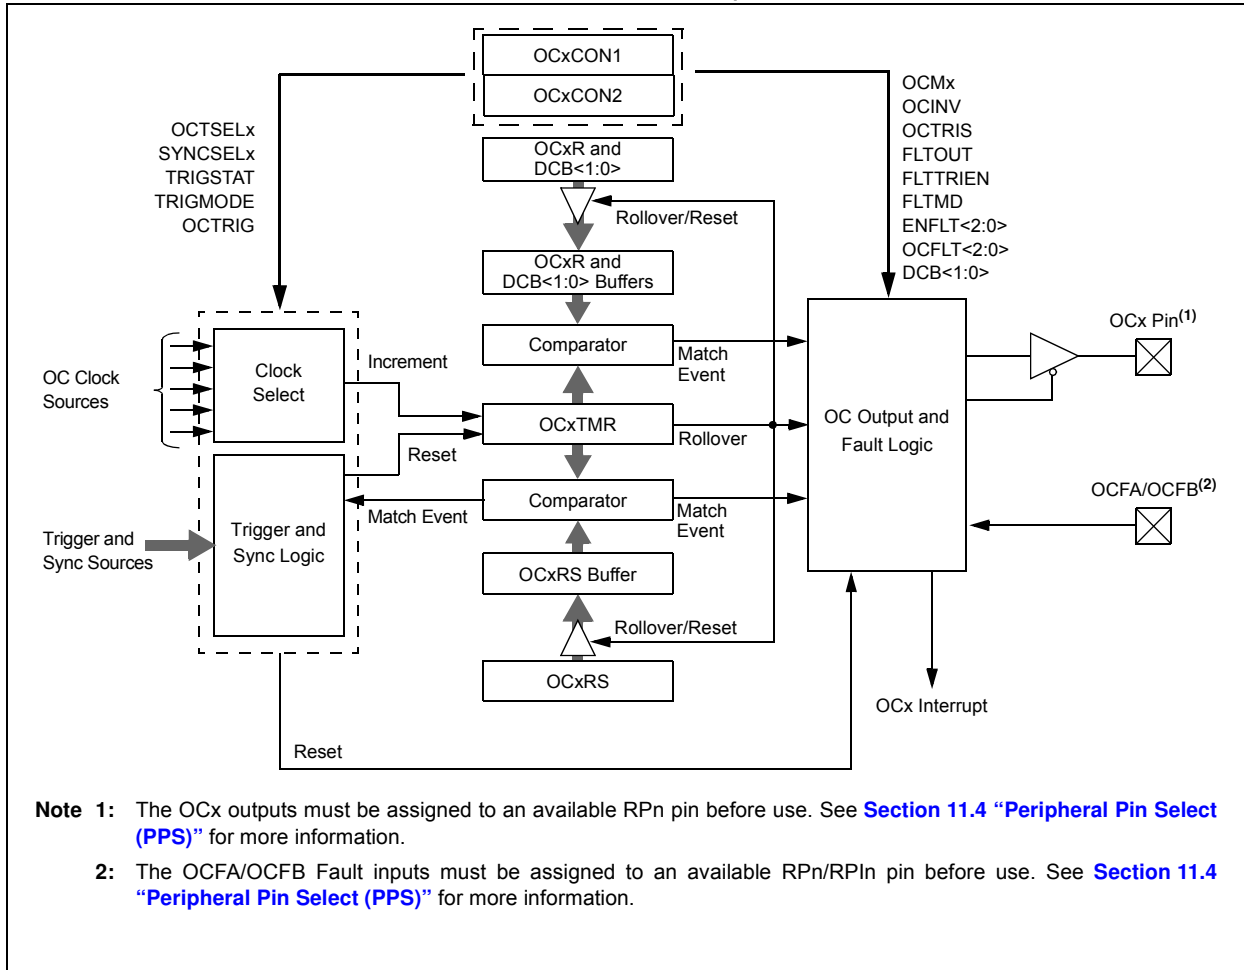 OCxCON1
OCxCON2
OCTSELx
SYNCSELx
TRIGSTAT
TRIGMODE
OCTRIG
OCMx
OCINV
OCTRIS
FLTOUT
FLTTRIEN
FLTMD
ENFLT<2:0>
OCFLT<2:0>
DCB<1:0>
OCxR and
DCB<1:0>
Rollover/Reset
OCxR and
DCB<1:0> Buffers
Comparator
Match
Event
OC Clock
Sources
Clock
Select
Increment
OCxTMR
Rollover
Reset
OC Output and
Fault Logic
OCx Pin(1)
OCFA/OCFB(2)
Trigger and
Sync Sources
Trigger and
Sync Logic
Match Event
Comparator
Match
Event
OCxRS Buffer
Rollover/Reset
OCxRS
OCx Interrupt
Reset
Note 1: The OCx outputs must be assigned to an available RPn pin before use. See Section 11.4 “Peripheral Pin Select
(PPS)” for more information.
2: The OCFA/OCFB Fault inputs must be assigned to an available RPn/RPIn pin before use. See Section 11.4
“Peripheral Pin Select (PPS)” for more information.